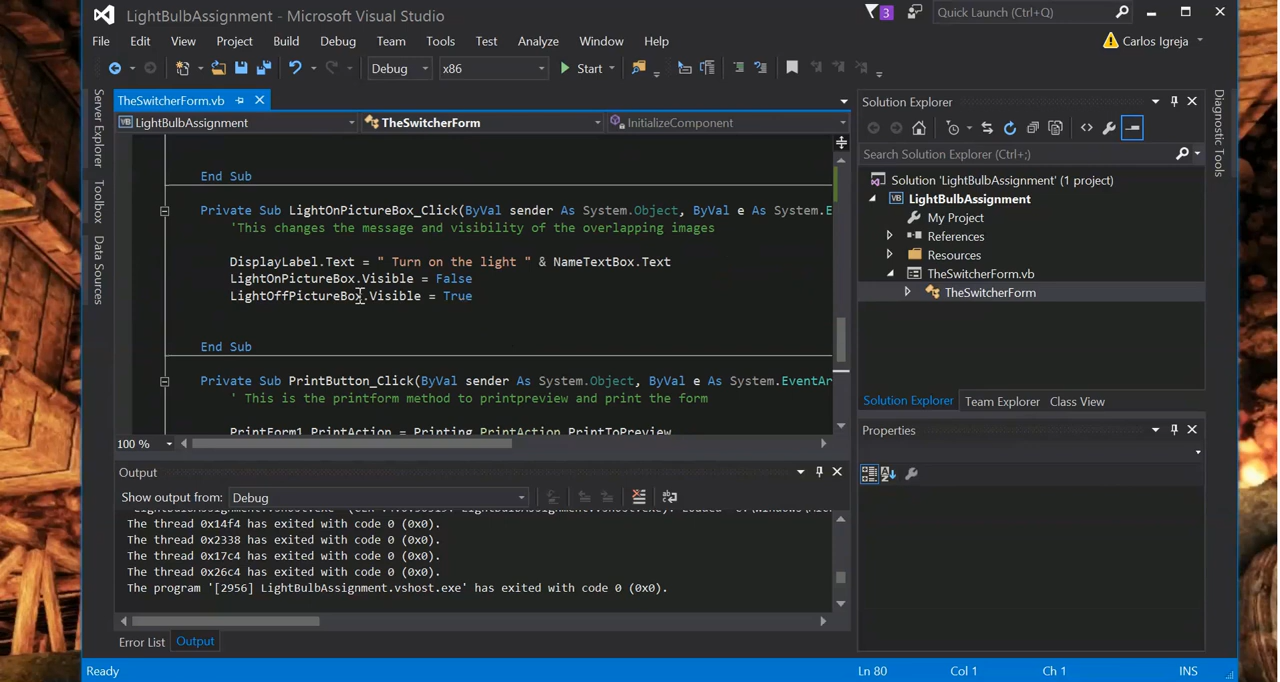 LightBulbAssignment - Microsoft Visual Studio
3
Quick Launch (Ctrl+Q)
File Edit View Project Build Debug Team Tools Test Analyze Window Help
Carlos Igreja
Debug x86 Start
Server Explorer
Toolbox
Data Sources
TheSwitcherForm.vb
VB LightBulbAssignment TheSwitcherForm InitializeComponent
End Sub
Private Sub LightOnPictureBox_Click(ByVal sender As System.Object, ByVal e As System.E
'This changes the message and visibility of the overlapping images
DisplayLabel.Text = " Turn on the light " & NameTextBox.Text
LightOnPictureBox.Visible = False
LightOffPictureBox.Visible = True
End Sub
Private Sub PrintButton_Click(ByVal sender As System.Object, ByVal e As System.EventAr
' This is the printform method to printpreview and print the form
PrintForm1.PrintAction = Printing.PrintAction.PrintToPreview
100 %
Output
Show output from: Debug
The thread 0x14f4 has exited with code 0 (0x0).
The thread 0x2338 has exited with code 0 (0x0).
The thread 0x17c4 has exited with code 0 (0x0).
The thread 0x26c4 has exited with code 0 (0x0).
The program '[2956] LightBulbAssignment.vshost.exe' has exited with code 0 (0x0).
Error List Output
Solution Explorer
Search Solution Explorer (Ctrl+;)
Solution 'LightBulbAssignment' (1 project)
VB LightBulbAssignment
My Project
References
Resources
TheSwitcherForm.vb
TheSwitcherForm
Solution Explorer Team Explorer Class View
Properties
Diagnostic Tools
Ready Ln 80 Col 1 Ch 1 INS